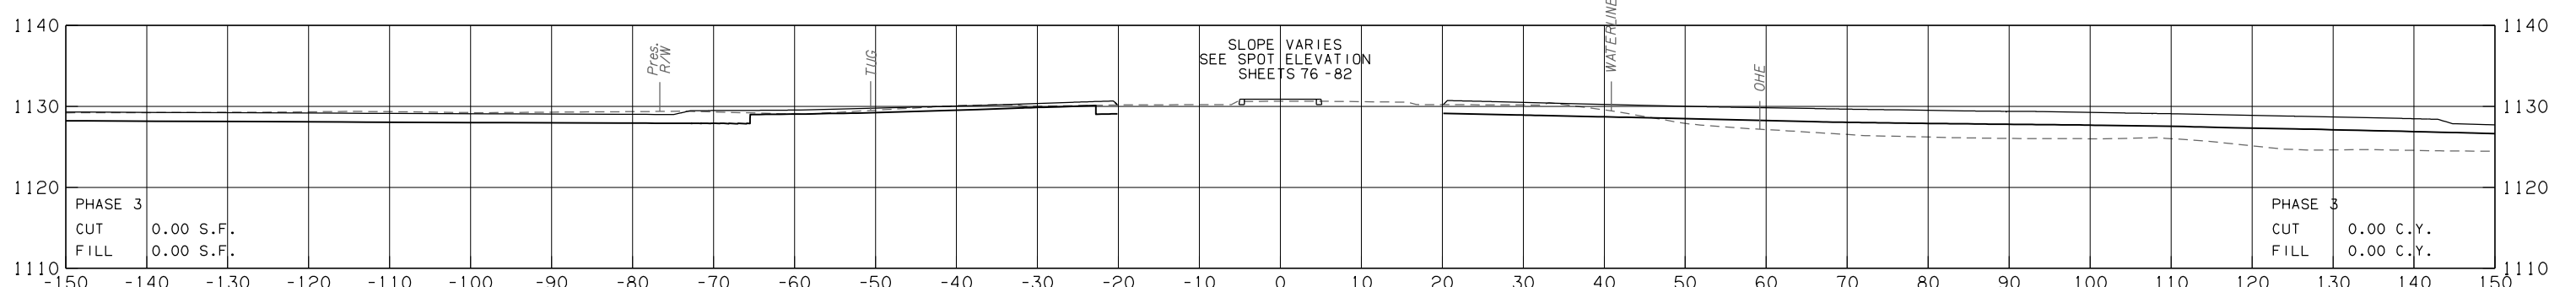 1140
1140
Pres.
R/W
TUG
SLOPE VARIES
SEE SPOT ELEVATION
SHEETS 76 -82
WATERLINE
OHE
1130
1130
1120
1120
PHASE 3
CUT 0.00 S.F.
FILL 0.00 S.F.
PHASE 3
CUT 0.00 C.Y.
FILL 0.00 C.Y.
1110
1110
-150 -140 -130 -120 -110 -100 -90 -80 -70 -60 -50 -40 -30 -20 -10 0 10 20 30 40 50 60 70 80 90 100 110 120 130 140 150